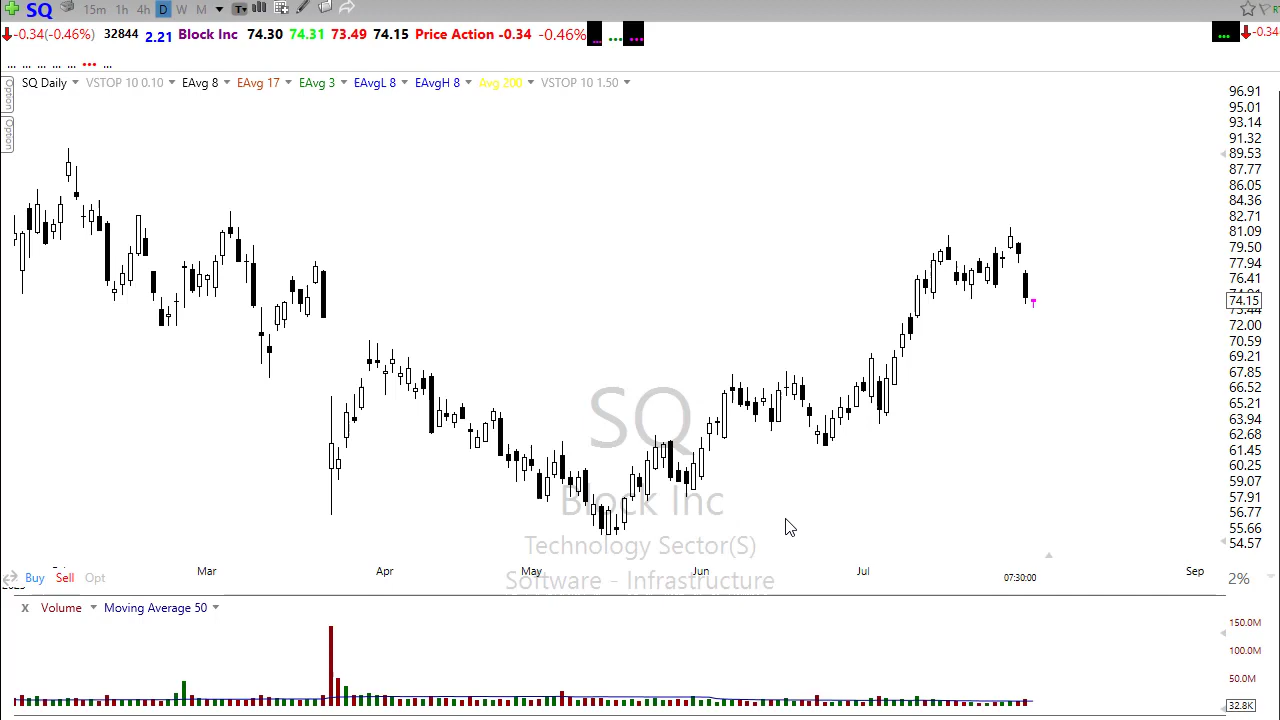 SQ 15m 1h 4h D W M T
-0.34(-0.46%) 32844 2.21 Block Inc 74.30 74.31 73.49 74.15 Price Action -0.34 -0.46% ... ... ... ... -0.34
... ... ... ... ... ... ...
SQ Daily VSTOP 10 0.10 EAvg 8 EAvg 17 EAvg 3 EAvgL 8 EAvgH 8 Avg 200 VSTOP 10 1.50
Option
Option
96.91
95.01
93.14
91.32
89.53
87.77
86.05
84.36
82.71
81.09
79.50
77.94
76.41
74.15
73.44
72.00
70.59
69.21
67.85
66.52
65.21
63.94
62.68
61.45
60.25
59.07
57.91
56.77
55.66
54.57
SQ
Block Inc
Technology Sector(S)
Software - Infrastructure
Mar Apr May Jun Jul 07:30:00 Sep
Buy Sell Opt 2%
X Volume Moving Average 50
150.0M
100.0M
50.0M
32.8K